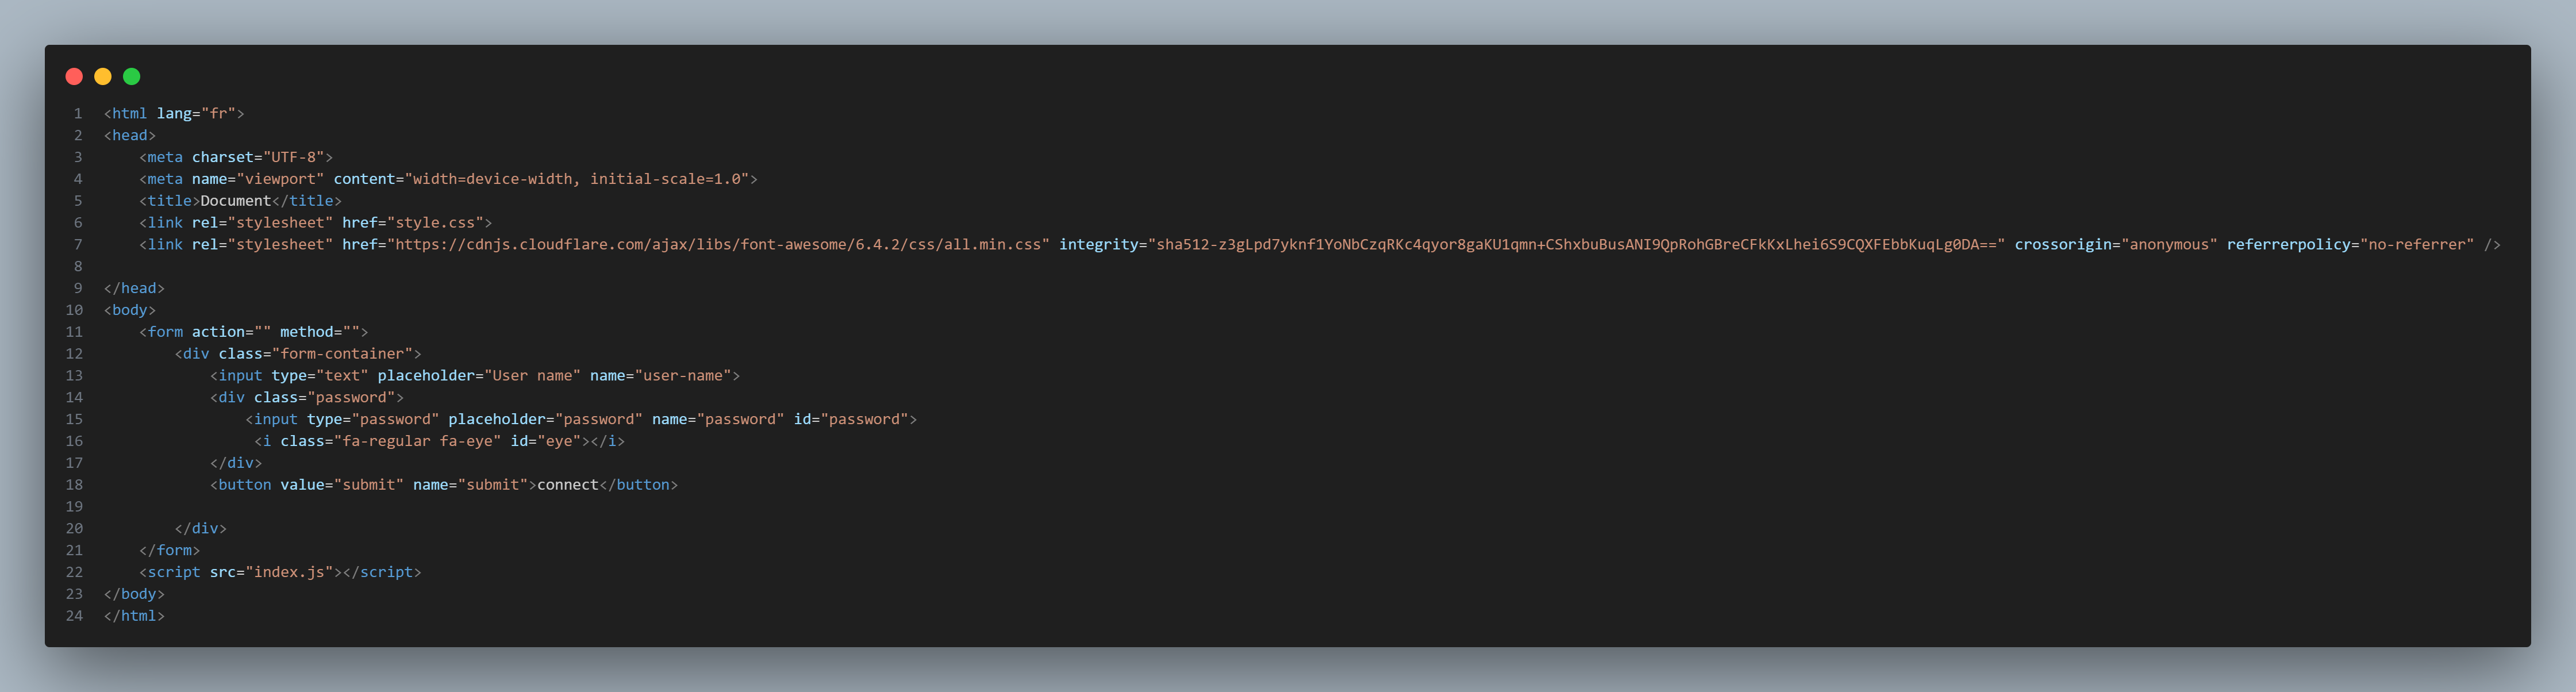 1 <html lang="fr">
2 <head>
3     <meta charset="UTF-8">
4     <meta name="viewport" content="width=device-width, initial-scale=1.0">
5     <title>Document</title>
6     <link rel="stylesheet" href="style.css">
7     <link rel="stylesheet" href="https://cdnjs.cloudflare.com/ajax/libs/font-awesome/6.4.2/css/all.min.css" integrity="sha512-z3gLpd7yknf1YoNbCzqRKc4qyor8gaKU1qmn+CShxbuBusANI9QpRohGBreCFkKxLhei6S9CQXFEbbKuqLg0DA==" crossorigin="anonymous" referrerpolicy="no-referrer" />
8
9 </head>
10 <body>
11     <form action="" method="">
12         <div class="form-container">
13             <input type="text" placeholder="User name" name="user-name">
14             <div class="password">
15                 <input type="password" placeholder="password" name="password" id="password">
16                  <i class="fa-regular fa-eye" id="eye"></i>
17             </div>
18             <button value="submit" name="submit">connect</button>
19
20         </div>
21     </form>
22     <script src="index.js"></script>
23 </body>
24 </html>